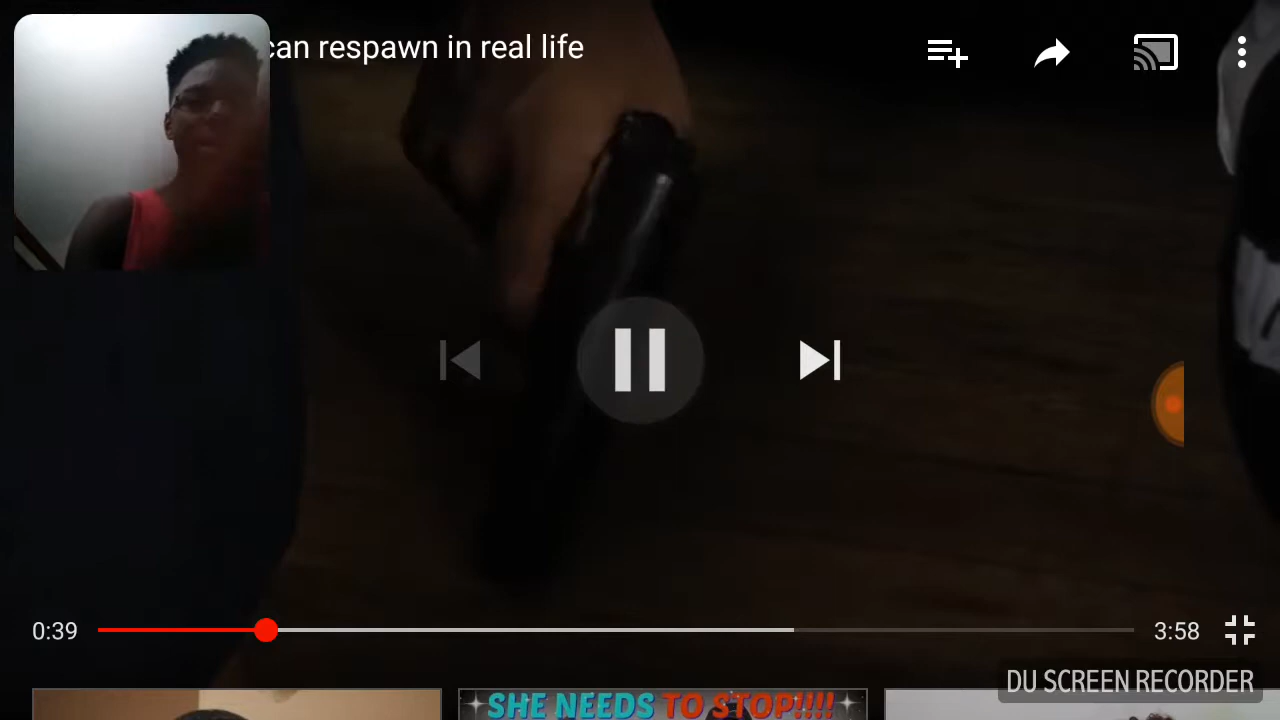 can respawn in real life
0:39
3:58
DU SCREEN RECORDER
SHE NEEDS TO STOP!!!!